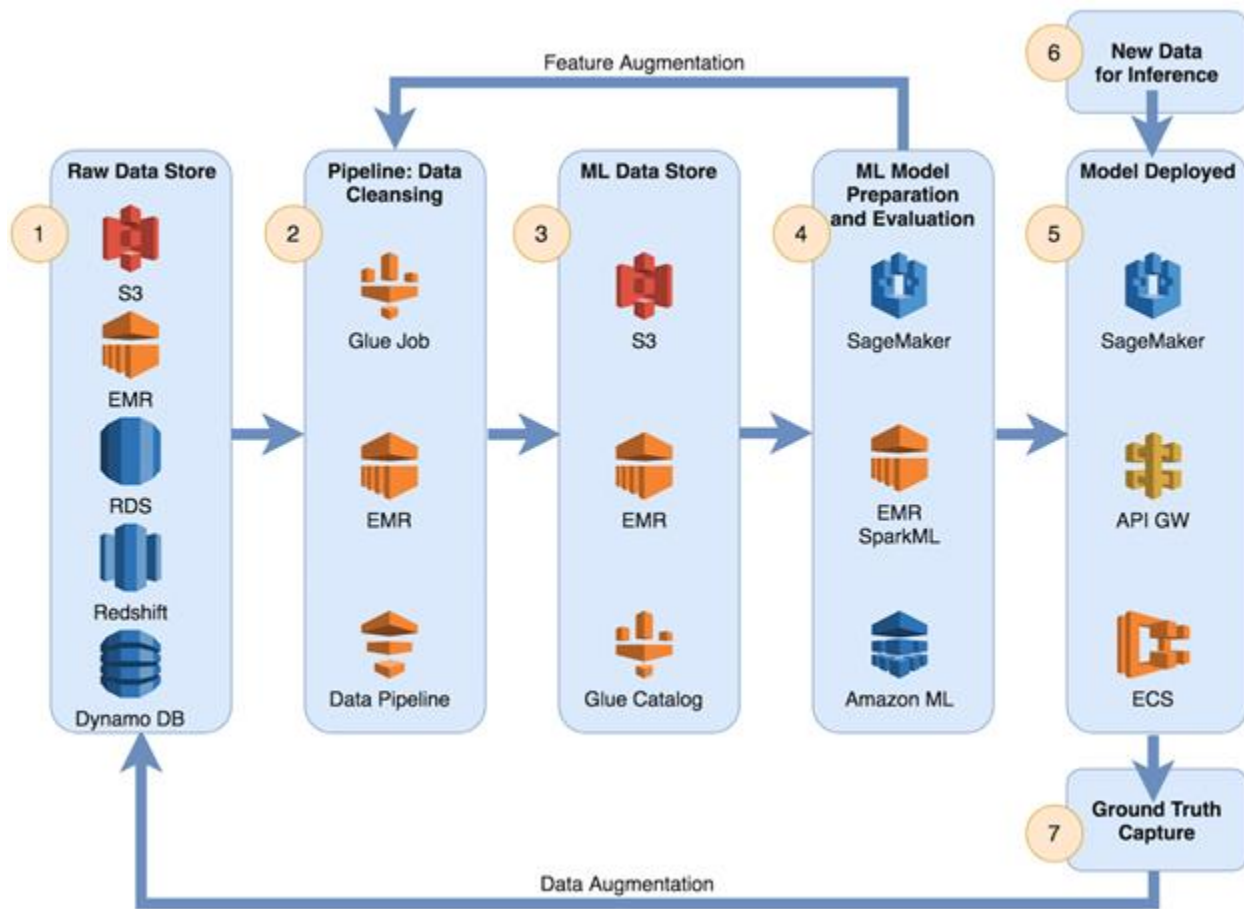 Feature Augmentation
6
New Data
for Inference
Raw Data Store
1
S3
EMR
RDS
Redshift
Dynamo DB
Pipeline: Data
Cleansing
2
Glue Job
EMR
Data Pipeline
ML Data Store
3
S3
EMR
Glue Catalog
ML Model
Preparation
and Evaluation
4
SageMaker
EMR
SparkML
Amazon ML
Model Deployed
5
SageMaker
API GW
ECS
7
Ground Truth
Capture
Data Augmentation